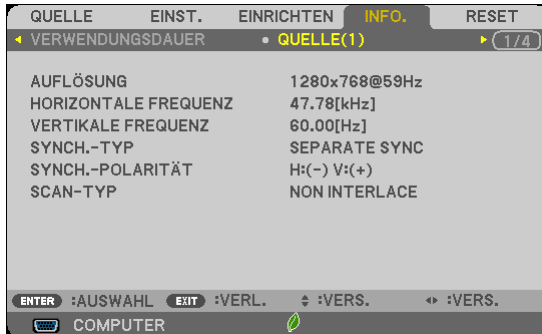 QUELLE EINST. EINRICHTEN INFO. RESET
VERWENDUNGSDAUER ● QUELLE(1) 1/4
AUFLÖSUNG 1280x768@59Hz
HORIZONTALE FREQUENZ 47.78[kHz]
VERTIKALE FREQUENZ 60.00[Hz]
SYNCH.-TYP SEPARATE SYNC
SYNCH.-POLARITÄT H:(-) V:(+)
SCAN-TYP NON INTERLACE
ENTER :AUSWAHL EXIT :VERL. :VERS. :VERS.
COMPUTER